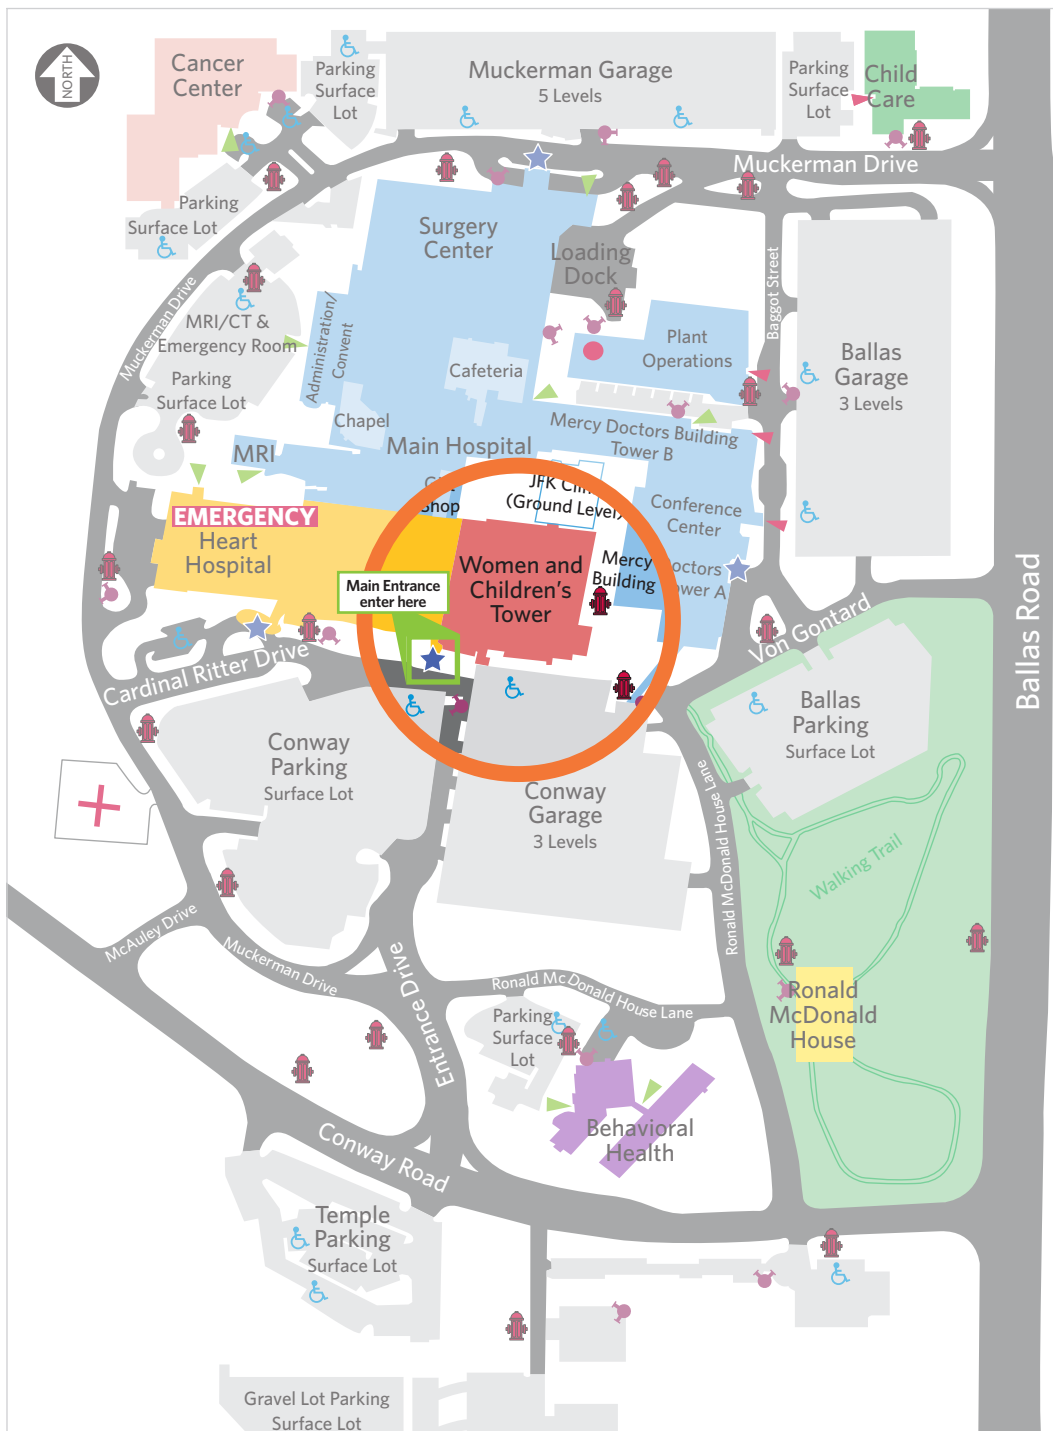 NORTH
Cancer
Center
Parking
Surface
Lot
Muckerman Garage
5 Levels
Parking
Surface
Lot
Child
Care
Muckerman Drive
Parking
Surface Lot
Surgery
Center
Loading
Dock
Baggot Street
Muckerman Drive
MRI/CT &
Emergency Room
Administration/
Convent
Plant
Operations
Ballas
Garage
3 Levels
Parking
Surface Lot
Cafeteria
Chapel
Main Hospital
Mercy Doctors Building
Tower B
MRI
Shop
JFK
(Ground Level)
Conference
Center
EMERGENCY
Heart
Hospital
Women and
Children's
Tower
Mercy
Building
Main Entrance
enter here
Von Gontard
Ballas Road
Cardinal Ritter Drive
Conway
Parking
Surface Lot
Ballas
Parking
Surface Lot
Conway
Garage
3 Levels
Ronald McDonald House Lane
Walking Trail
McAuley Drive
Muckerman Drive
Entrance Drive
Ronald Mc Donald House Lane
Ronald
McDonald
House
Parking
Surface
Lot
Behavioral
Health
Conway Road
Temple
Parking
Surface Lot
Gravel Lot Parking
Surface Lot